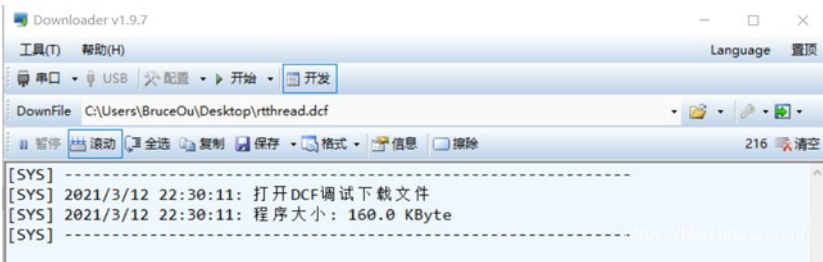 Downloader v1.9.7
工具(T) 帮助(H) Language 置顶
串口 USB 配置 开始 开发
DownFile C:\Users\BruceOu\Desktop\rtthread.dcf
暂停 滚动 全选 复制 保存 格式 信息 擦除 216 清空
[SYS] ------------------------------------------------------------
[SYS] 2021/3/12 22:30:11: 打开DCF调试下载文件
[SYS] 2021/3/12 22:30:11: 程序大小: 160.0 KByte
[SYS] ------------------------------------------------------------
https://blog.bruceou.cn/